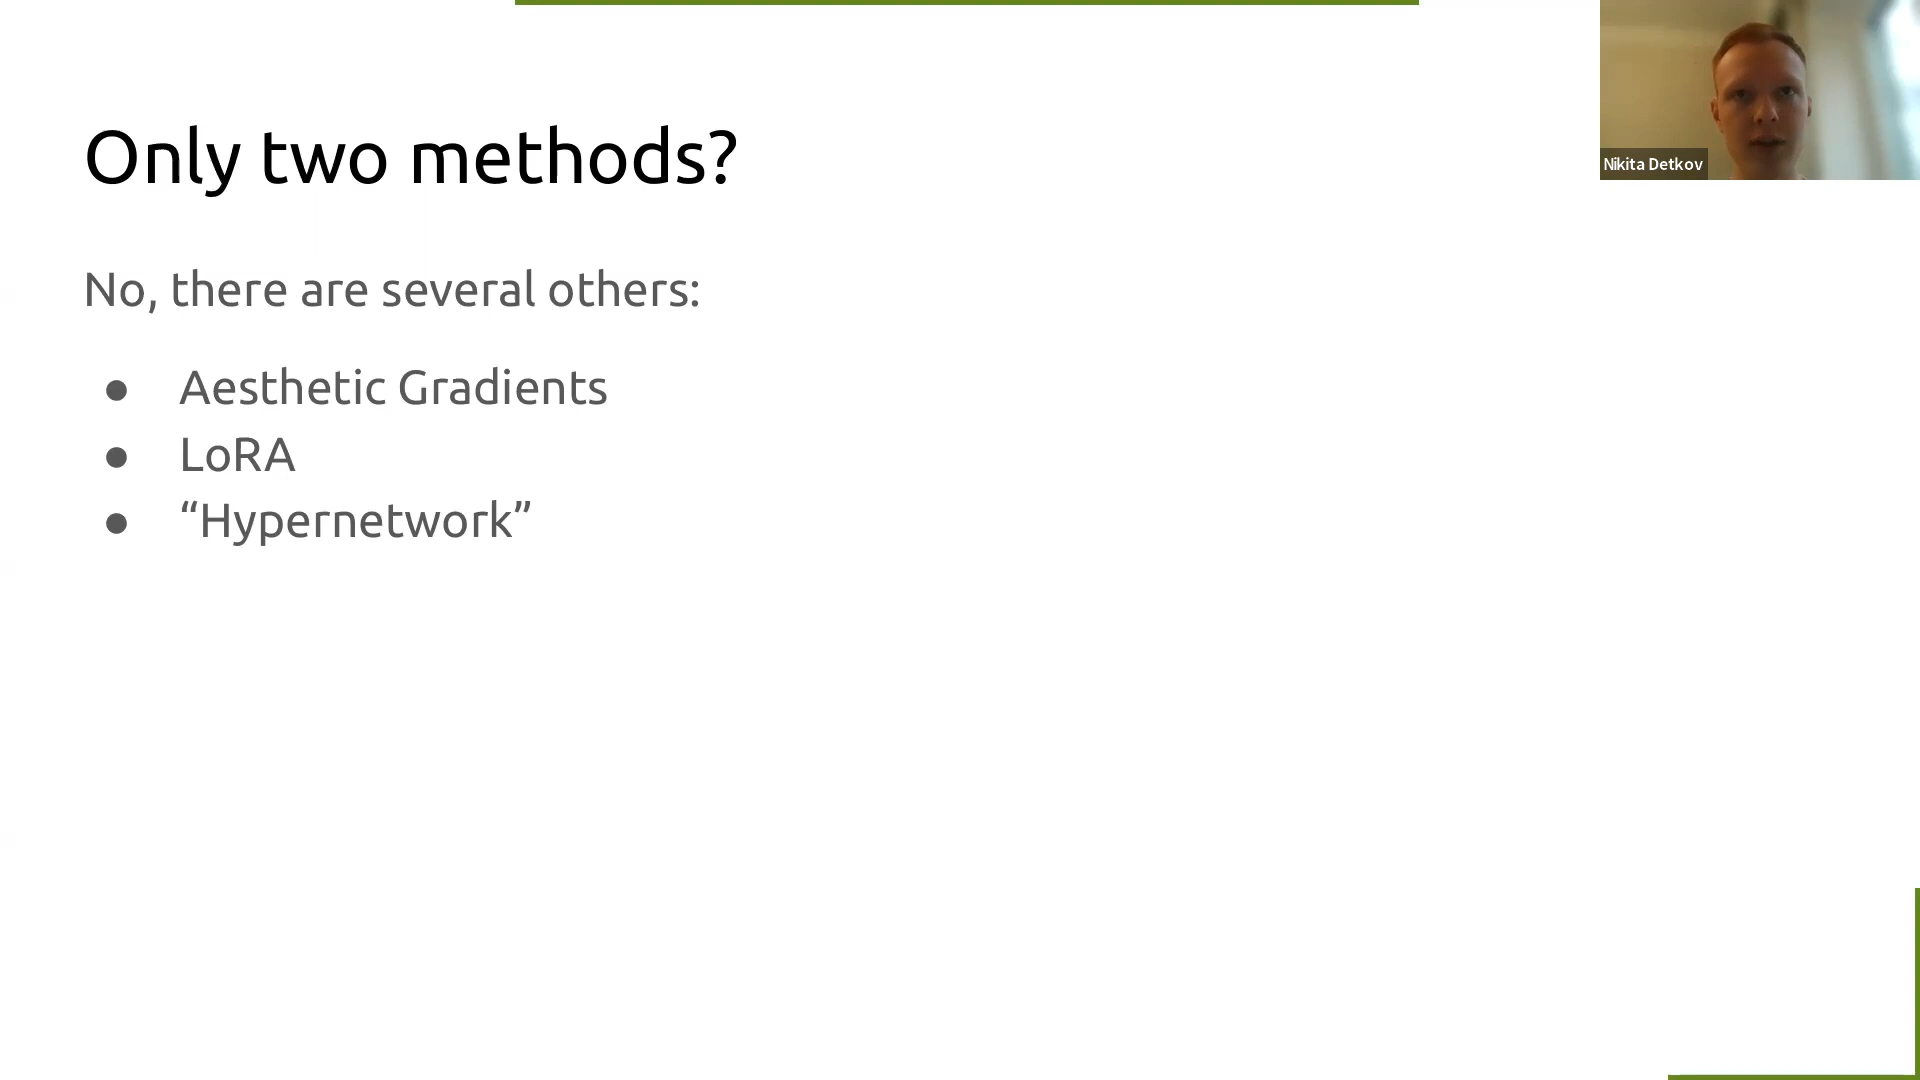 Only two methods?
Nikita Detkov
No, there are several others:
● Aesthetic Gradients
● LoRA
● “Hypernetwork”